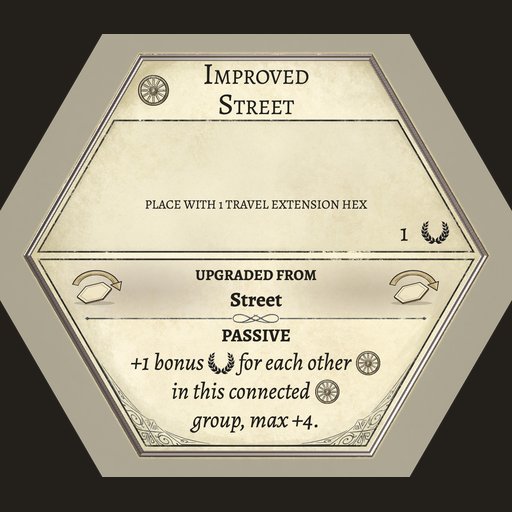 Improved
Street
PLACE WITH 1 TRAVEL EXTENSION HEX
1
UPGRADED FROM
Street
PASSIVE
+1 bonus for each other
in this connected
group, max +4.